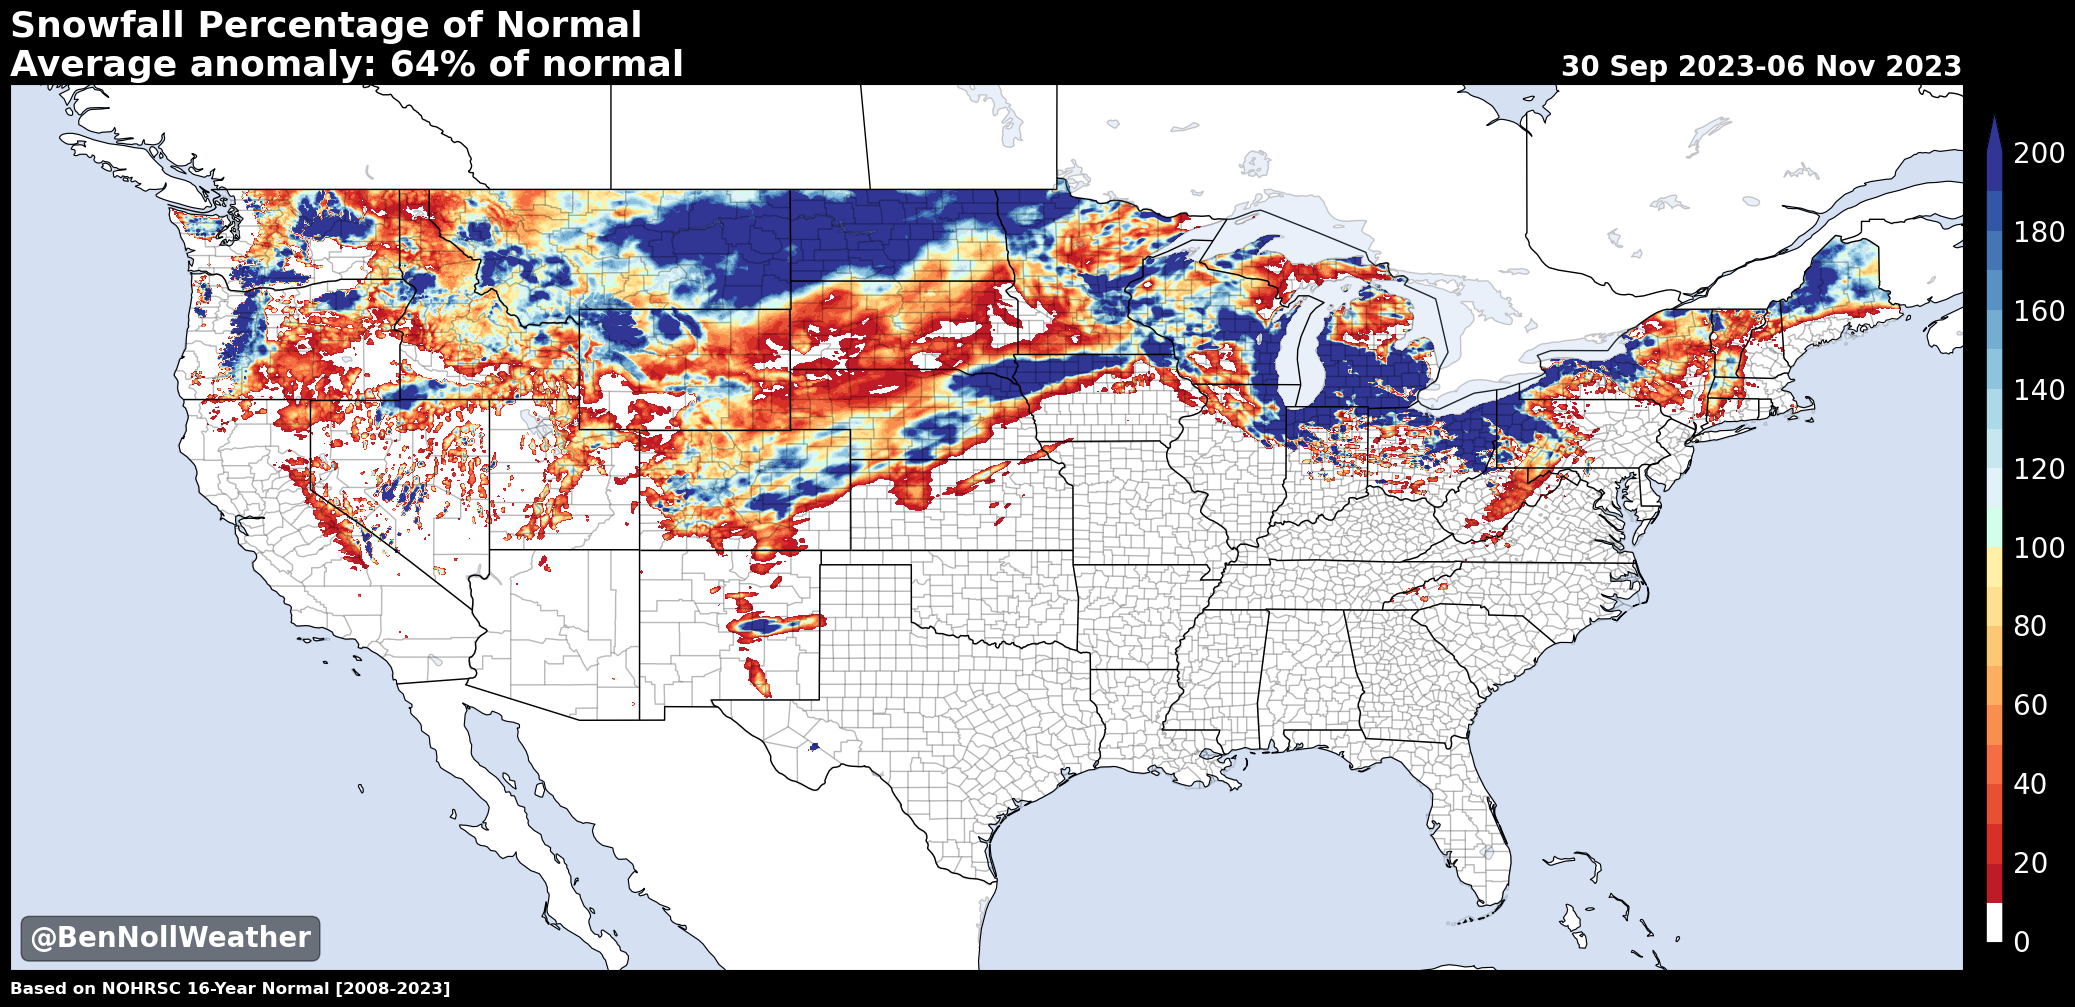 Snowfall Percentage of Normal
Average anomaly: 64% of normal
30 Sep 2023-06 Nov 2023
200
180
160
140
120
100
80
60
40
20
0
@BenNollWeather
Based on NOHRSC 16-Year Normal [2008-2023]